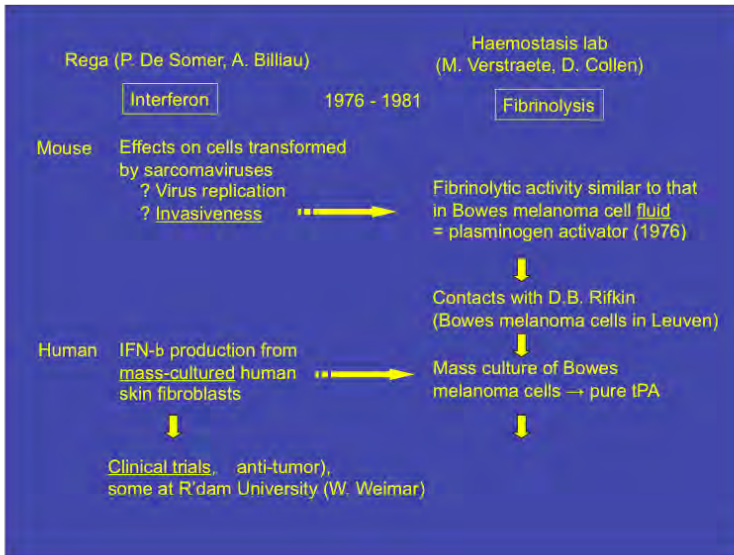 Rega (P. De Somer, A. Billiau)
Haemostasis lab
(M. Verstraete, D. Collen)
Interferon
1976 - 1981
Fibrinolysis
Mouse
Effects on cells transformed
by sarcomaviruses
? Virus replication
? Invasiveness
Fibrinolytic activity similar to that
in Bowes melanoma cell fluid
= plasminogen activator (1976)
Contacts with D.B. Rifkin
(Bowes melanoma cells in Leuven)
Human
IFN-b production from
mass-cultured human
skin fibroblasts
Mass culture of Bowes
melanoma cells → pure tPA
Clinical trials, anti-tumor),
some at R'dam University (W. Weimar)